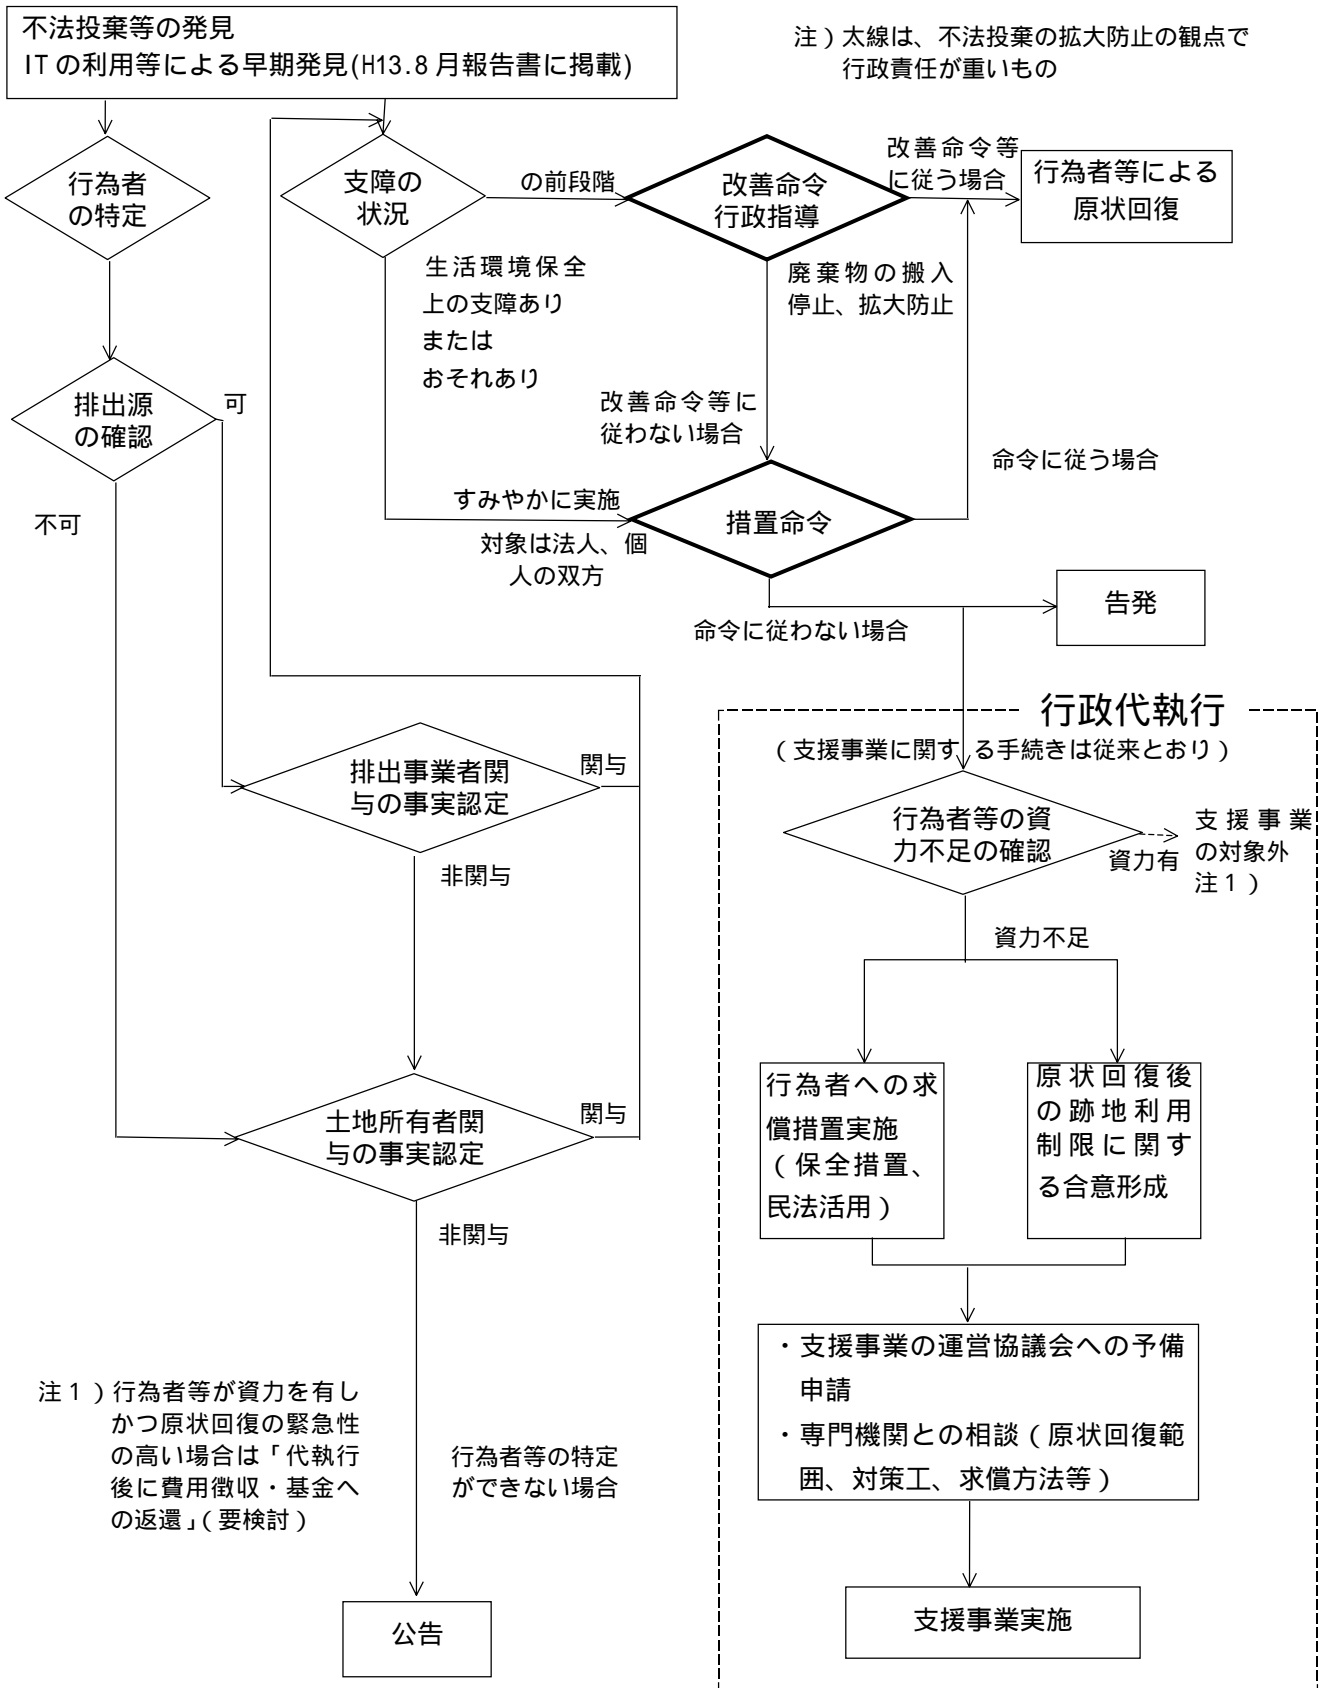 不法投棄等の発見
ITの利用等による早期発見(H13.8月報告書に掲載)
注）太線は、不法投棄の拡大防止の観点で
行政責任が重いもの
行為者
の特定
支障の
状況
の前段階
改善命令
行政指導
改善命令等
に従う場合
行為者等による
原状回復
生活環境保全
上の支障あり
または
おそれあり
廃棄物の搬入
停止、拡大防止
排出源
の確認
可
不可
改善命令等に
従わない場合
命令に従う場合
すみやかに実施
対象は法人、個
人の双方
措置命令
命令に従わない場合
告発
行政代執行
（支援事業に関する手続きは従来とおり）
排出事業者関
与の事実認定
関与
非関与
行為者等の資
力不足の確認
資力有
支援事業
の対象外
注1）
資力不足
行為者への求
償措置実施
（保全措置、
民法活用）
原状回復後
の跡地利用
制限に関す
る合意形成
土地所有者関
与の事実認定
関与
非関与
・支援事業の運営協議会への予備
申請
・専門機関との相談（原状回復範
囲、対策工、求償方法等）
注1）行為者等が資力を有し
かつ原状回復の緊急性
の高い場合は「代執行
後に費用徴収・基金へ
の返還」（要検討）
行為者等の特定
ができない場合
公告
支援事業実施